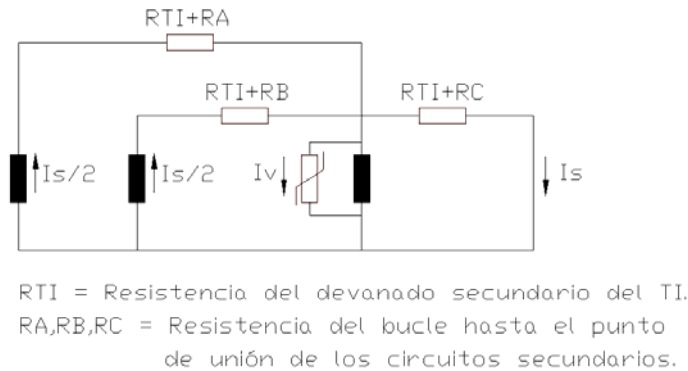 RTI+RA
RTI+RB
RTI+RC
Is/2
Is/2
Iv
Is
RTI = Resistencia del devanado secundario del TI.
RA,RB,RC = Resistencia del bucle hasta el punto
de unión de los circuitos secundarios.